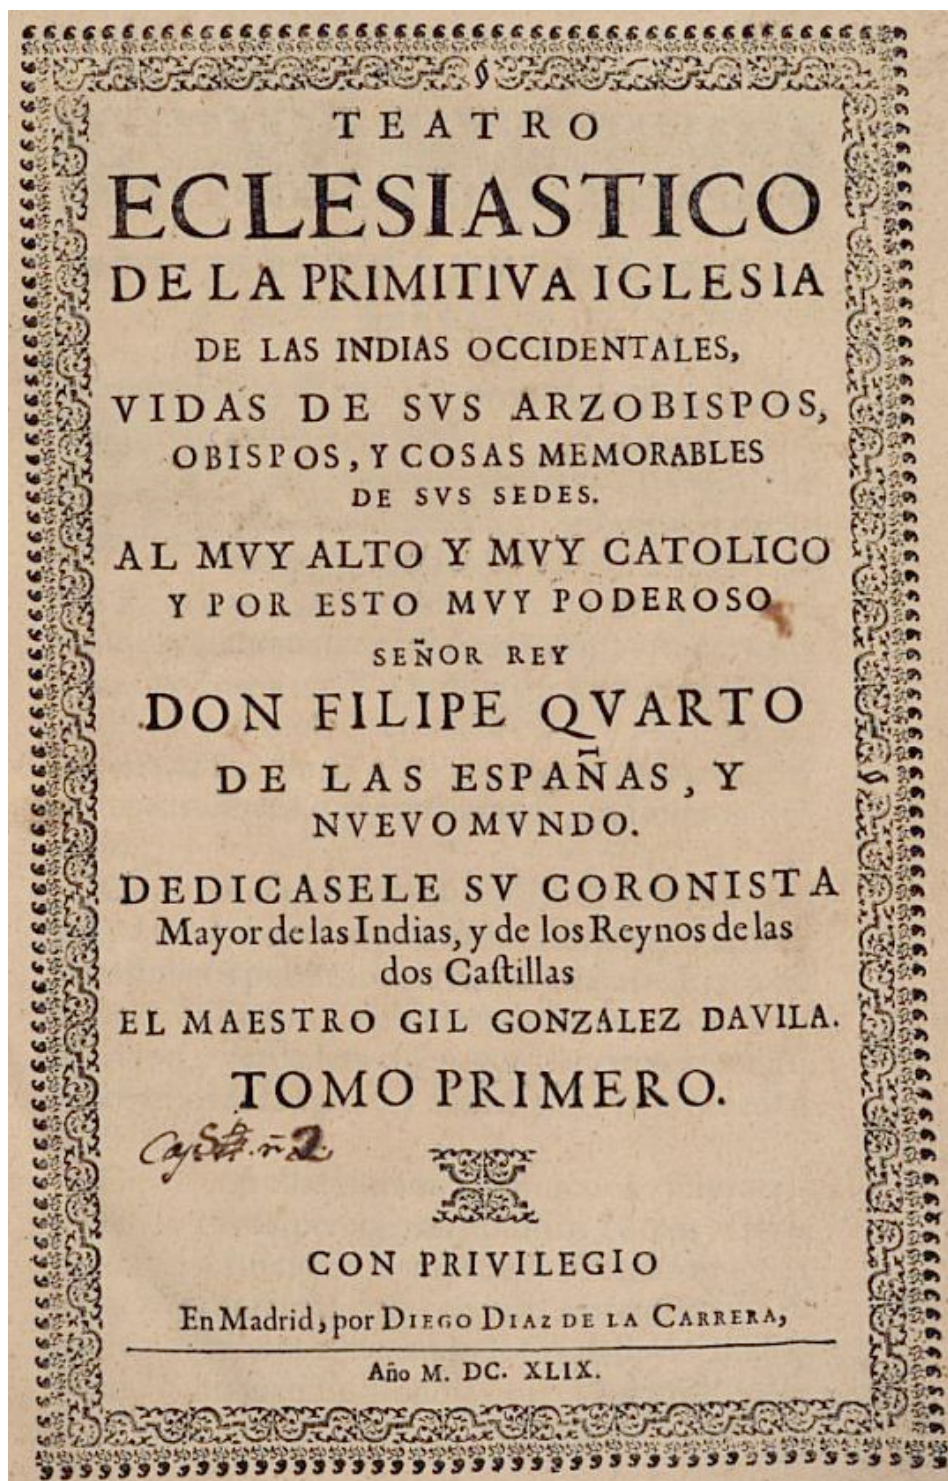 TEATRO
ECLESIASTICO
DE LA PRIMITIVA IGLESIA
DE LAS INDIAS OCCIDENTALES,
VIDAS DE SVS ARZOBISPOS,
OBISPOS, Y COSAS MEMORABLES
DE SVS SEDES.
AL MVY ALTO Y MVY CATOLICO
Y POR ESTO MVY PODEROSO
SEÑOR REY
DON FILIPE QVARTO
DE LAS ESPAÑAS, Y
NVEVO MVNDO.
DEDICASELE SV CORONISTA
Mayor de las Indias, y de los Reynos de las
dos Caſtillas
EL MAESTRO GIL GONZALEZ DAVILA.
TOMO PRIMERO.
CON PRIVILEGIO
En Madrid, por DIEGO DIAZ DE LA CARRERA,
Año M. DC. XLIX.